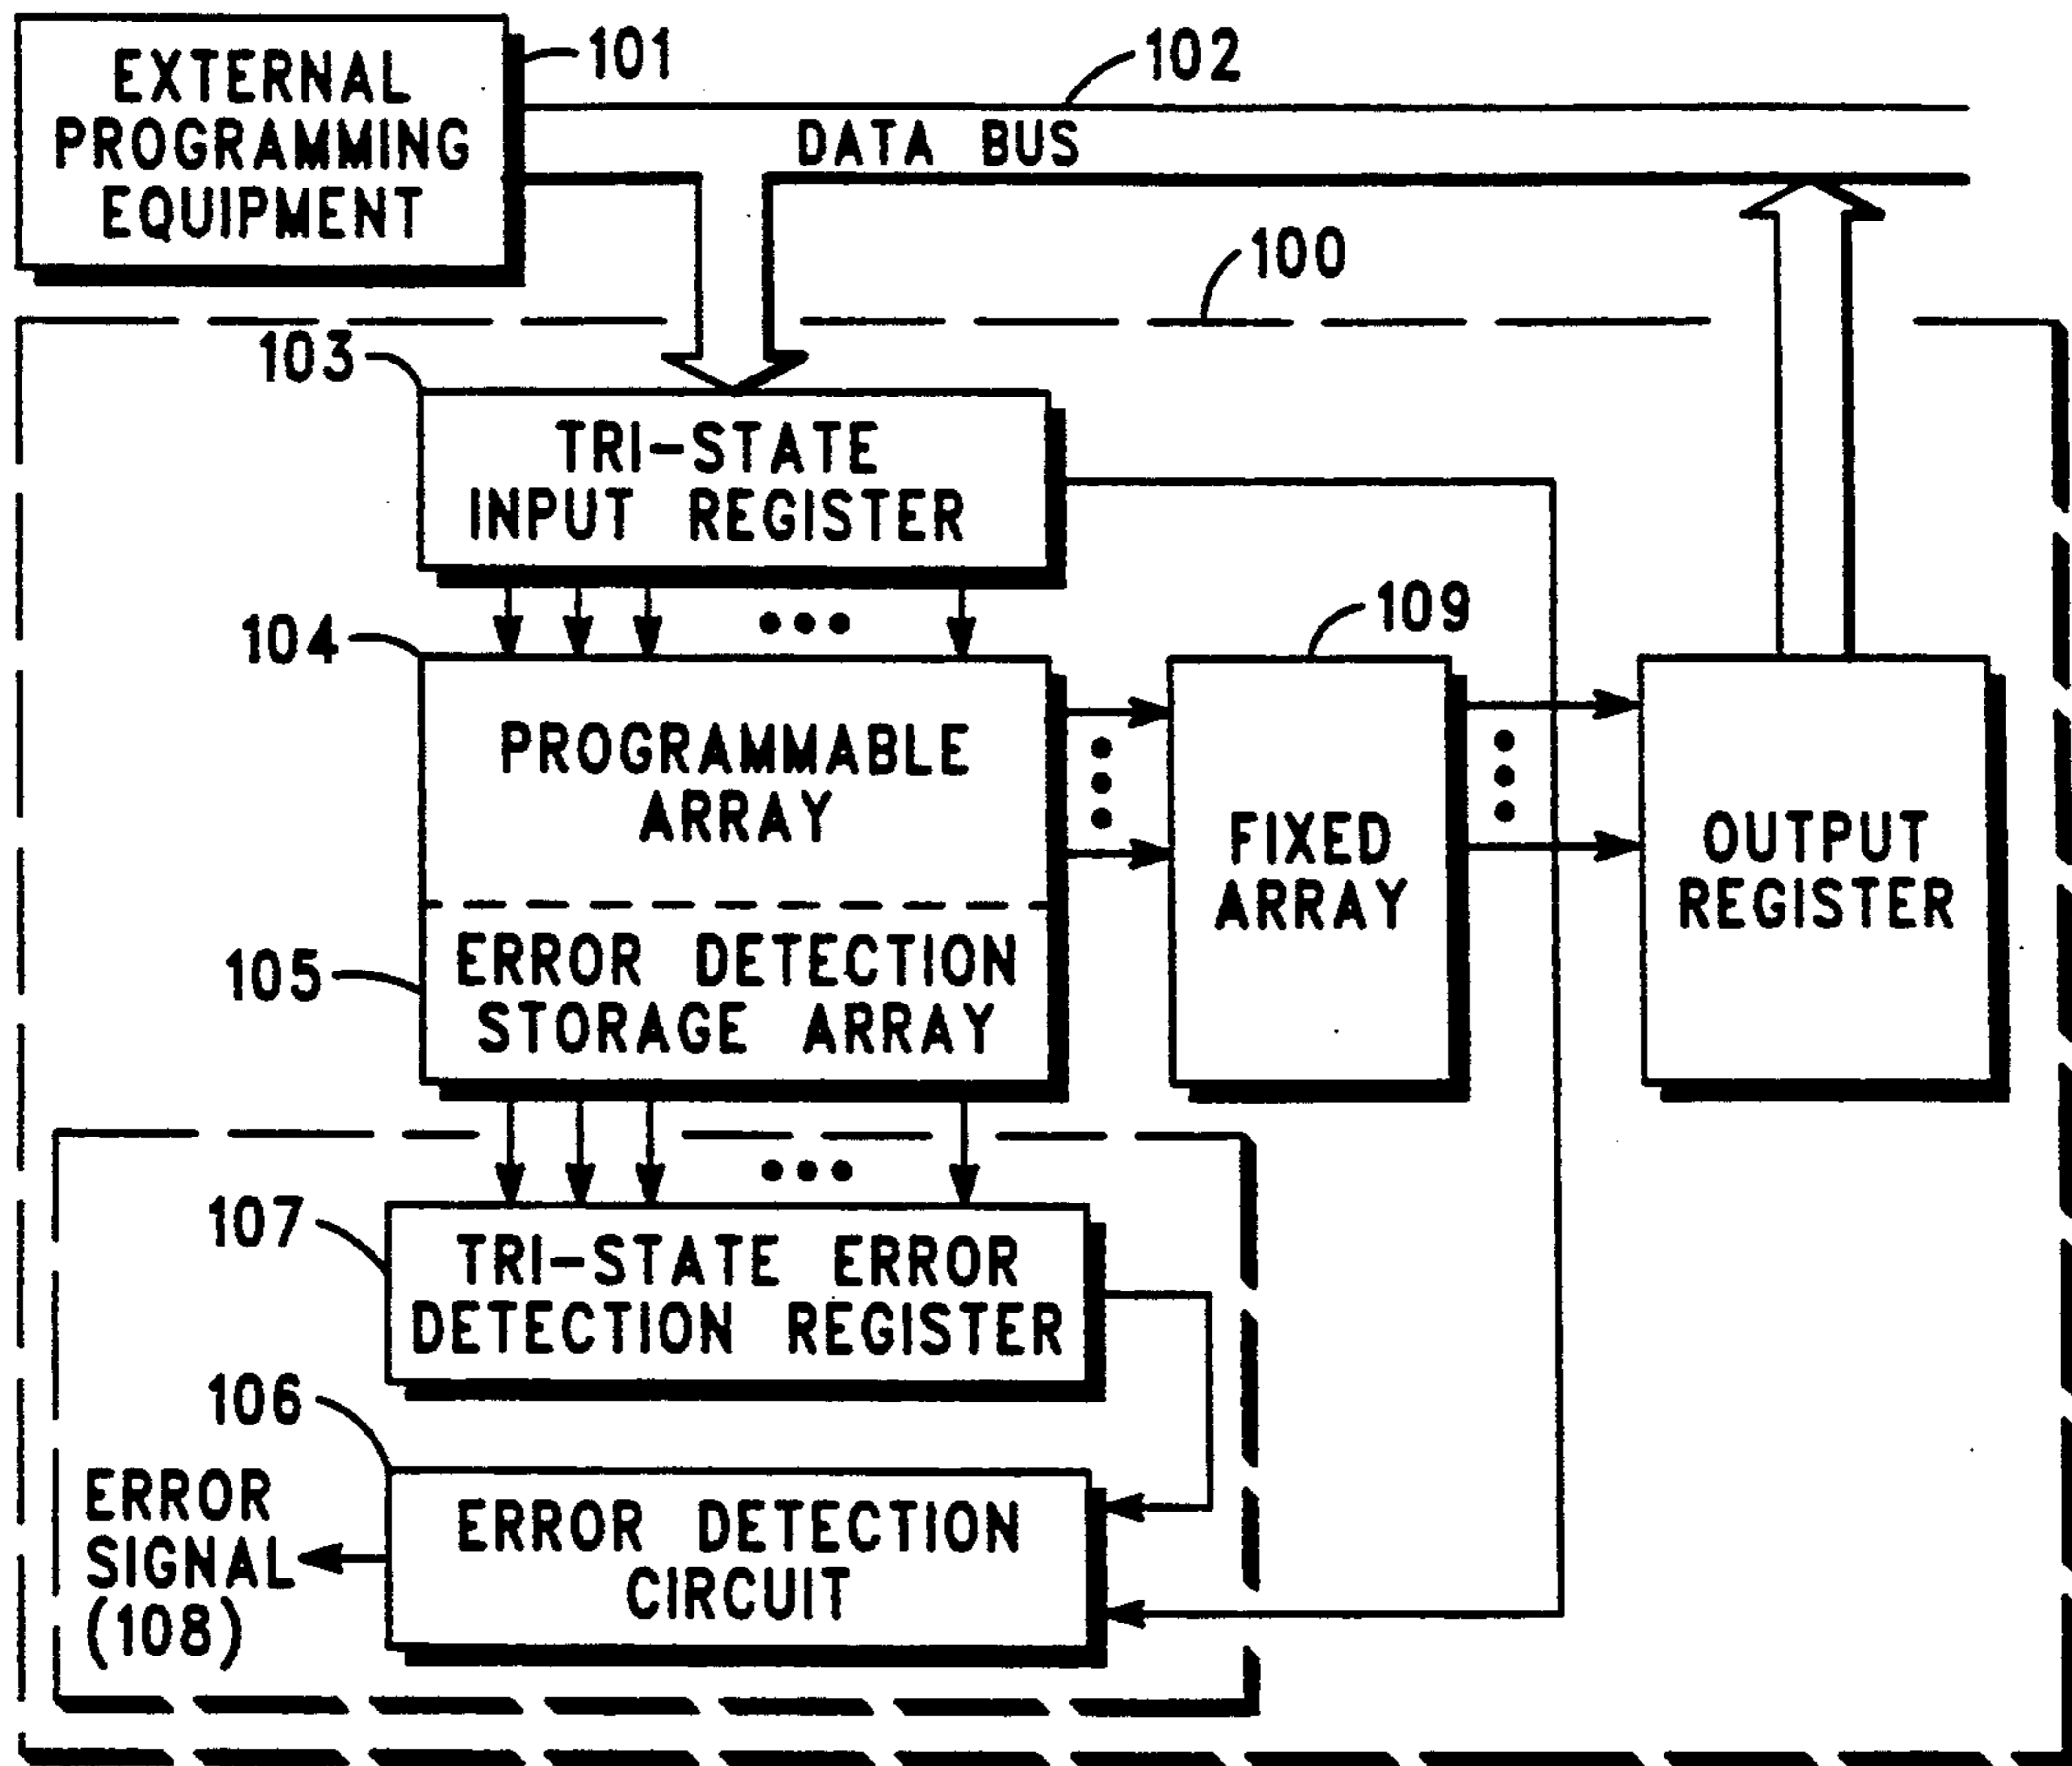 EXTERNAL
PROGRAMMING
EQUIPMENT
101
102
DATA BUS
100
103
TRI-STATE
INPUT REGISTER
104
109
PROGRAMMABLE
ARRAY
FIXED
ARRAY
OUTPUT
REGISTER
105
ERROR DETECTION
STORAGE ARRAY
107
TRI-STATE ERROR
DETECTION REGISTER
106
ERROR
SIGNAL
(108)
ERROR DETECTION
CIRCUIT